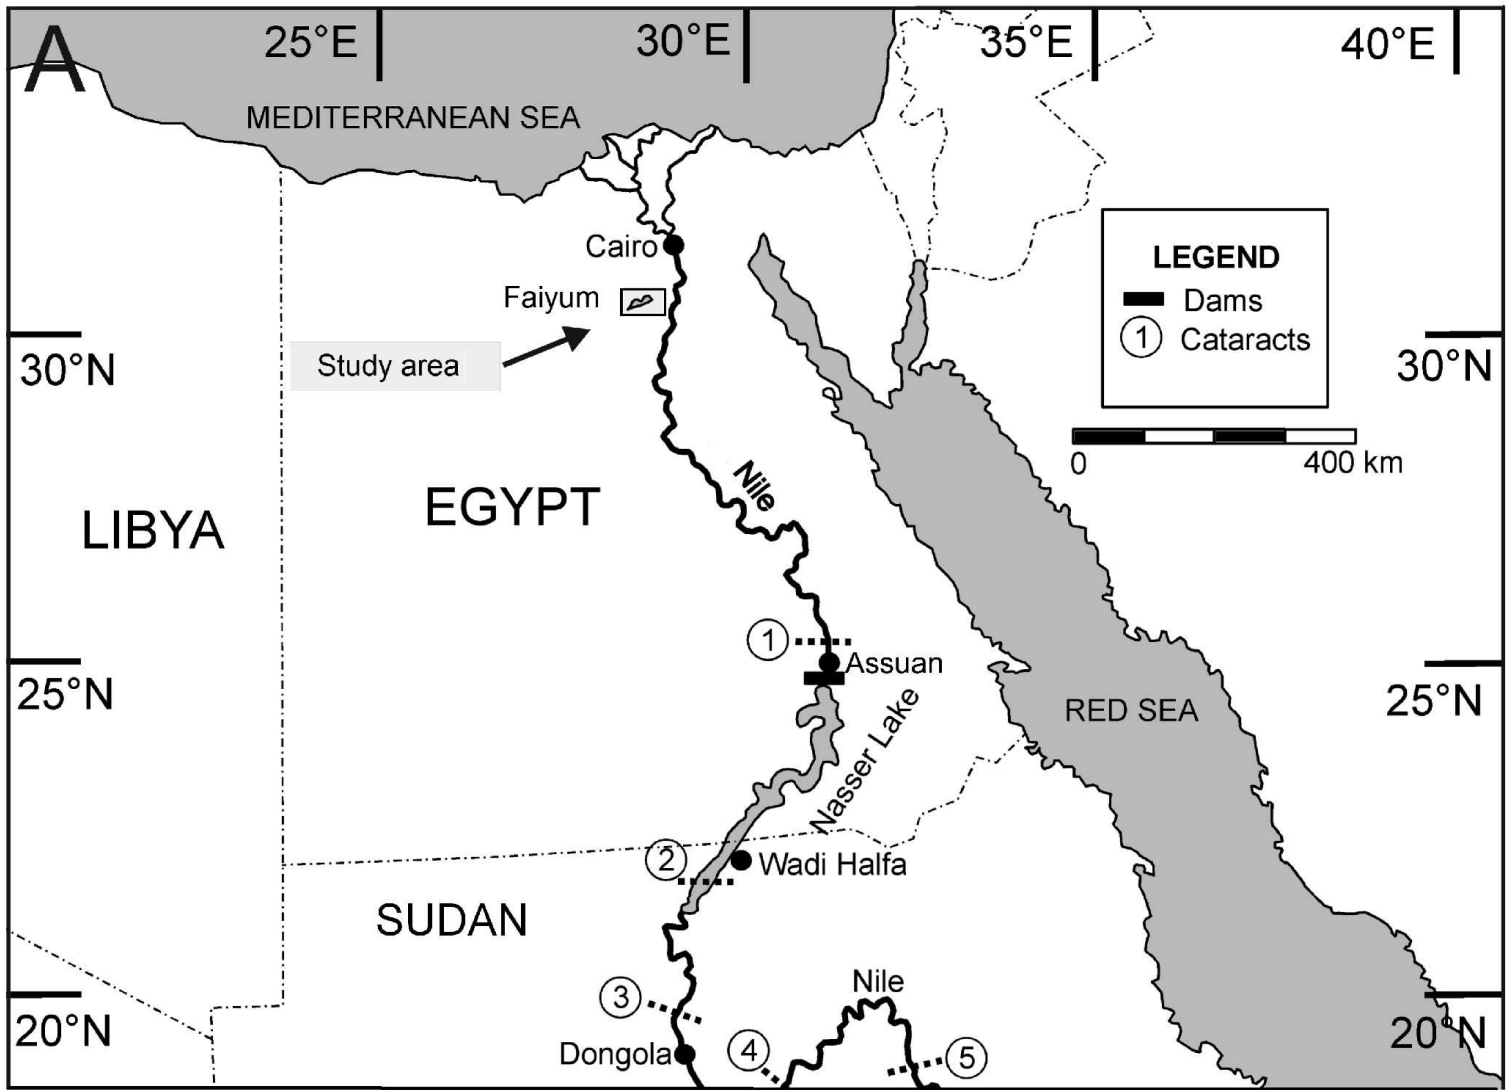 A
25°E
30°E
35°E
40°E
MEDITERRANEAN SEA
Cairo
LEGEND
Dams
1 Cataracts
Faiyum
Study area
30°N
30°N
0
400 km
Nile
EGYPT
LIBYA
1
Assuan
25°N
25°N
RED SEA
Nasser Lake
2
Wadi Halfa
SUDAN
Nile
3
20°N
20°N
Dongola
4
5